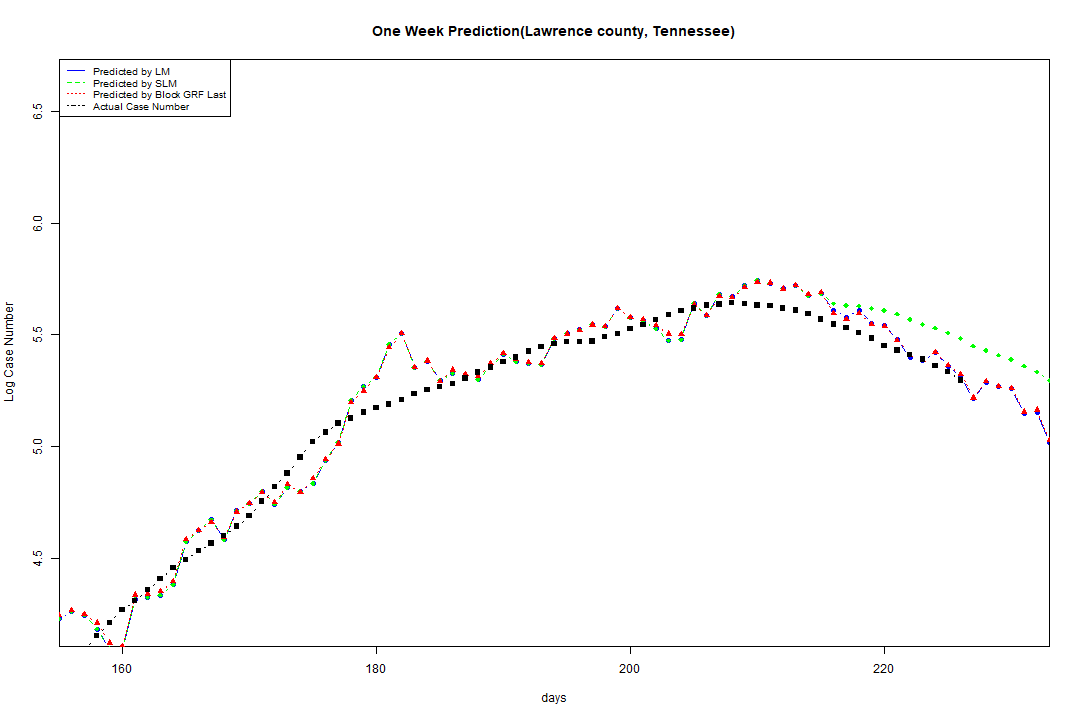 One Week Prediction(Lawrence county, Tennessee)
Predicted by LM
Predicted by SLM
Predicted by Block GRF Last
Actual Case Number
6.5
6.0
5.5
5.0
4.5
Log Case Number
160 180 200 220
days